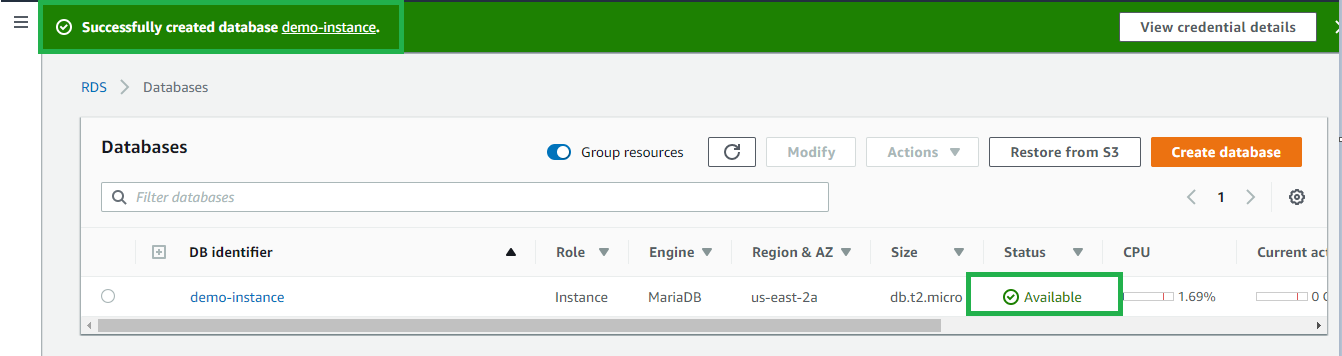 Successfully created database demo-instance.
View credential details
RDS > Databases
Databases
Group resources
Modify
Actions
Restore from S3
Create database
Filter databases
1
DB identifier Role Engine Region & AZ Size Status CPU Current
demo-instance Instance MariaDB us-east-2a db.t2.micro Available 1.69% 0